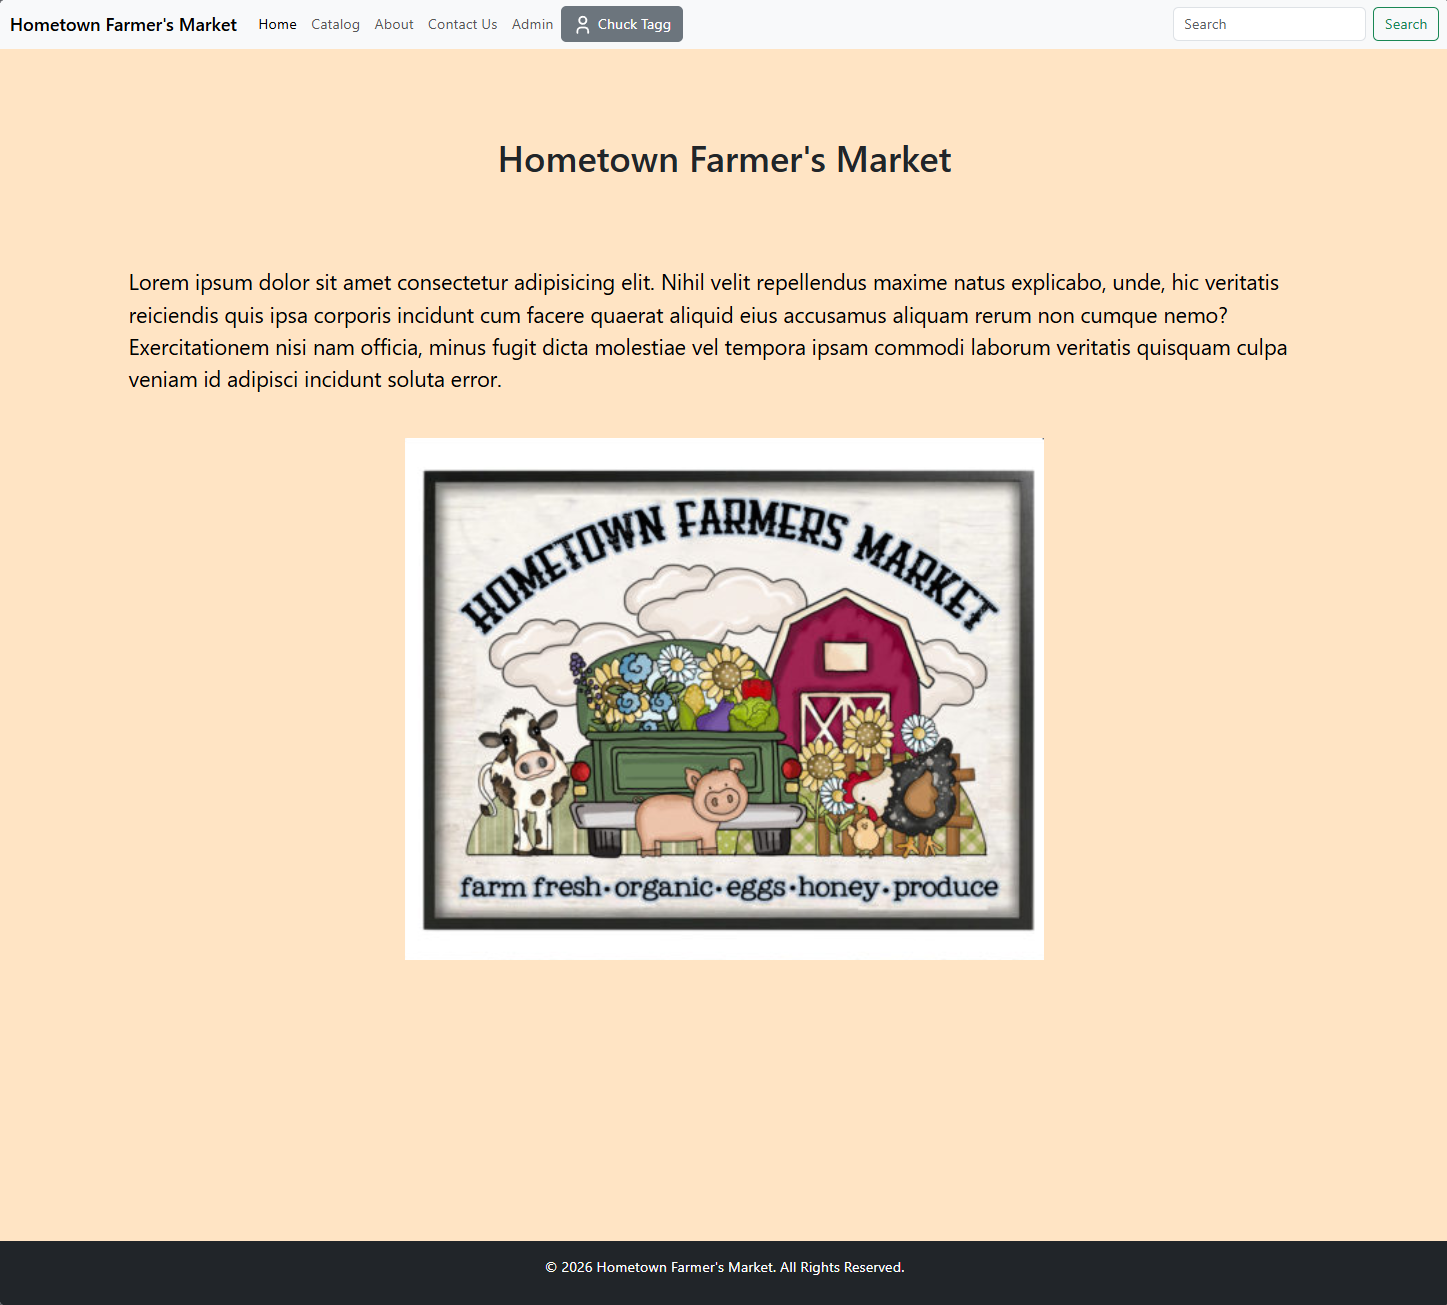 Hometown Farmer's Market Home Catalog About Contact Us Admin Chuck Tagg Search Search
Hometown Farmer's Market
Lorem ipsum dolor sit amet consectetur adipisicing elit. Nihil velit repellendus maxime natus explicabo, unde, hic veritatis
reiciendis quis ipsa corporis incidunt cum facere quaerat aliquid eius accusamus aliquam rerum non cumque nemo?
Exercitationem nisi nam officia, minus fugit dicta molestiae vel tempora ipsam commodi laborum veritatis quisquam culpa
veniam id adipisci incidunt soluta error.
HOMETOWN FARMERS MARKET
farm fresh•organic•eggs•honey•produce
© 2026 Hometown Farmer's Market. All Rights Reserved.